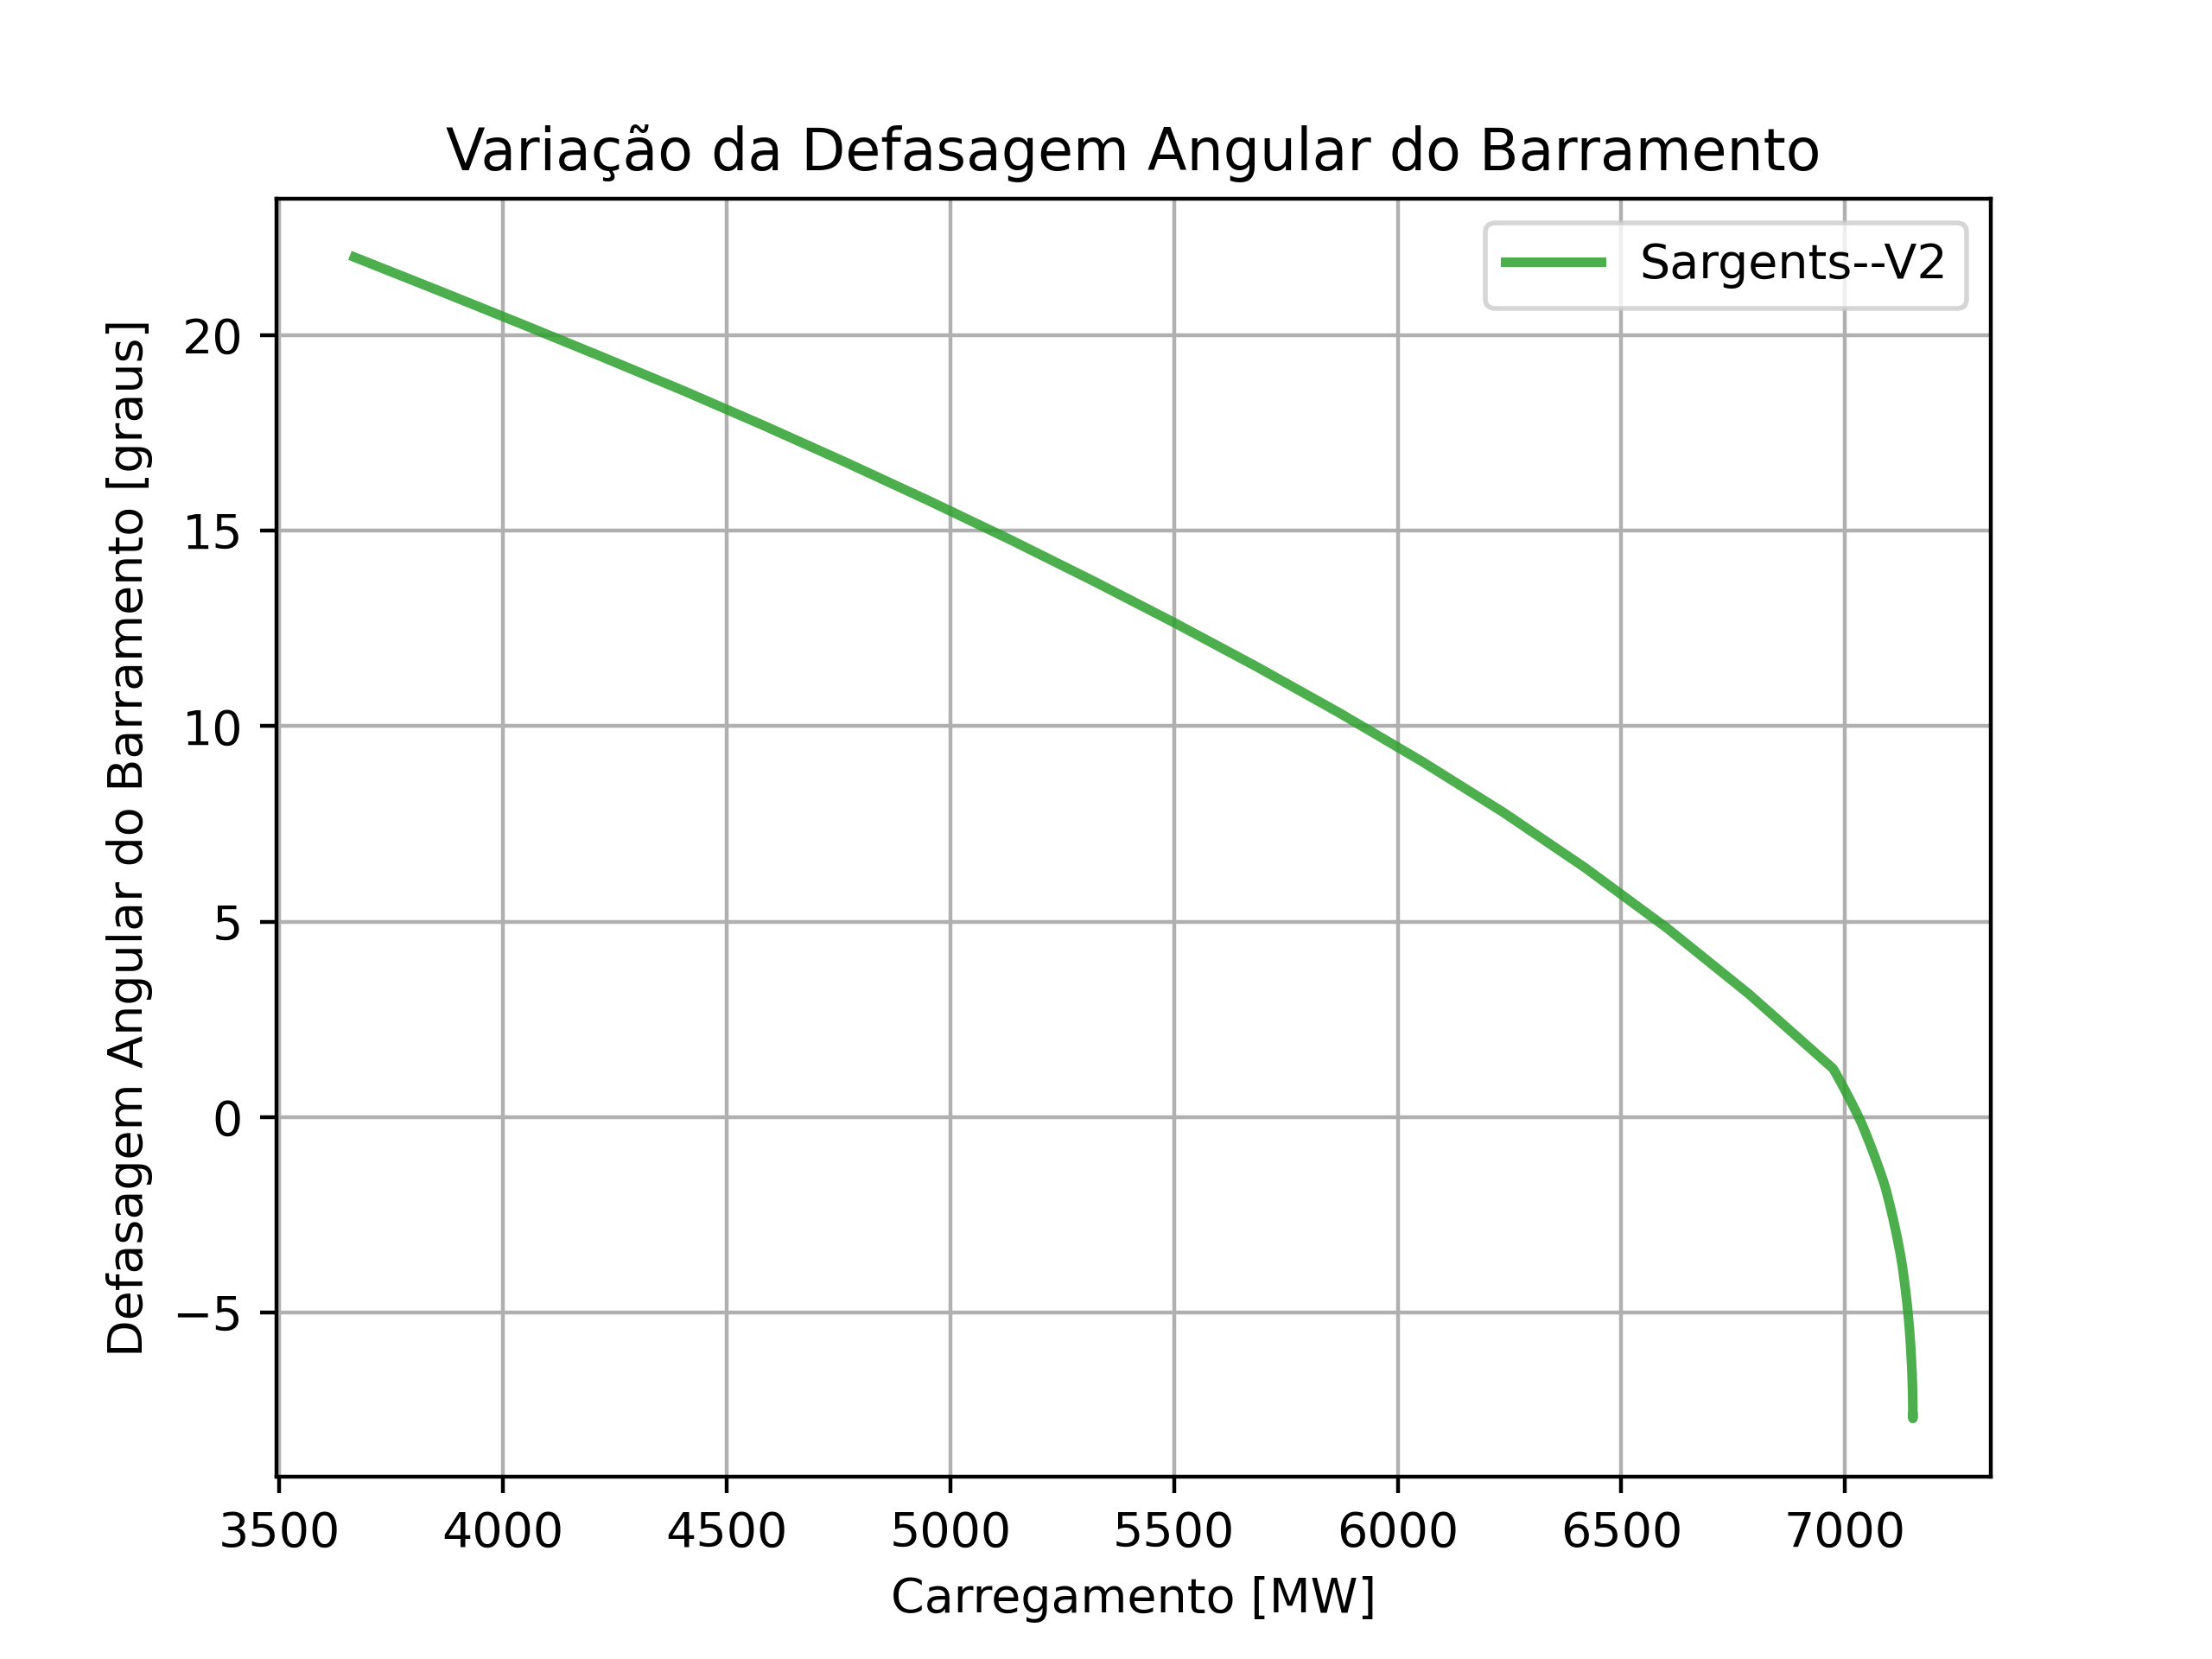 Variação da Defasagem Angular do Barramento
Sargents--V2
Defasagem Angular do Barramento [graus]
20
15
10
5
0
−5
3500 4000 4500 5000 5500 6000 6500 7000
Carregamento [MW]